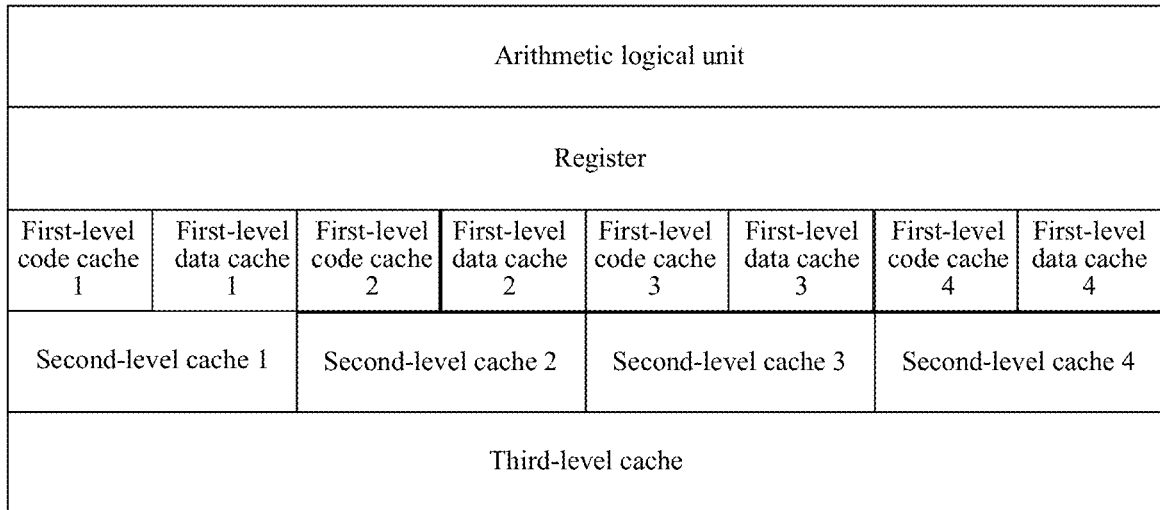 Arithmetic logical unit
Register
First-level
code cache
1
First-level
data cache
1
First-level
code cache
2
First-level
data cache
2
First-level
code cache
3
First-level
data cache
3
First-level
code cache
4
First-level
data cache
4
Second-level cache 1
Second-level cache 2
Second-level cache 3
Second-level cache 4
Third-level cache